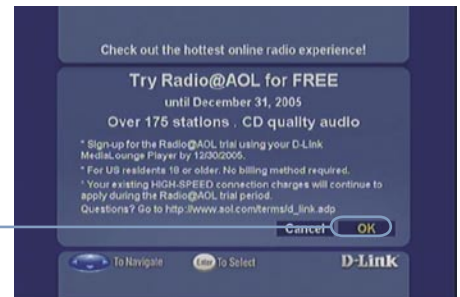 Check out the hottest online radio experience!
Try Radio@AOL for FREE
until December 31, 2005
Over 175 stations . CD quality audio
* Sign-up for the Radio@AOL trial using your D-Link
MediaLounge Player by 12/30/2005.
* For US residents 18 or older. No billing method required.
* Your existing HIGH-SPEED connection charges will continue to
apply during the Radio@AOL trial period.
Questions? Go to http://www.aol.com/terms/d_link.adp
Cancel OK
To Navigate Enter To Select D-Link